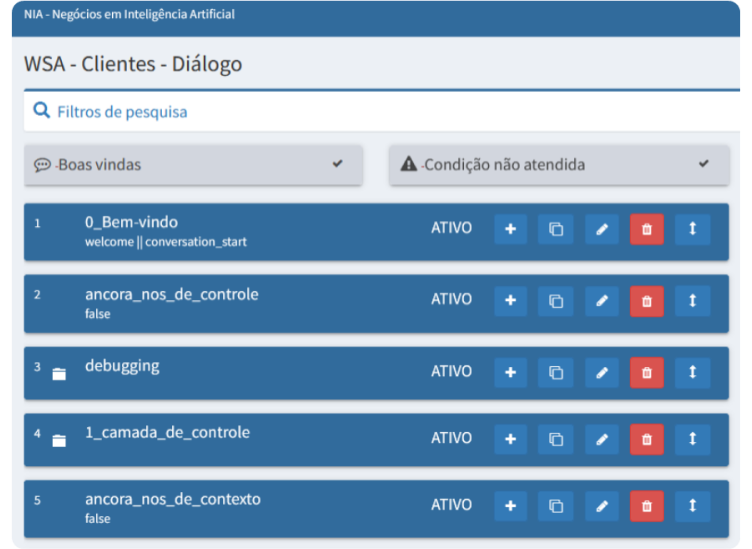 NIA - Negócios em Inteligência Artificial
WSA - Clientes - Diálogo
Filtros de pesquisa
-Boas vindas
-Condição não atendida
1 0_Bem-vindo ATIVO
welcome || conversation_start
2 ancora_nos_de_controle ATIVO
false
3 debugging ATIVO
4 1_camada_de_controle ATIVO
5 ancora_nos_de_contexto ATIVO
false